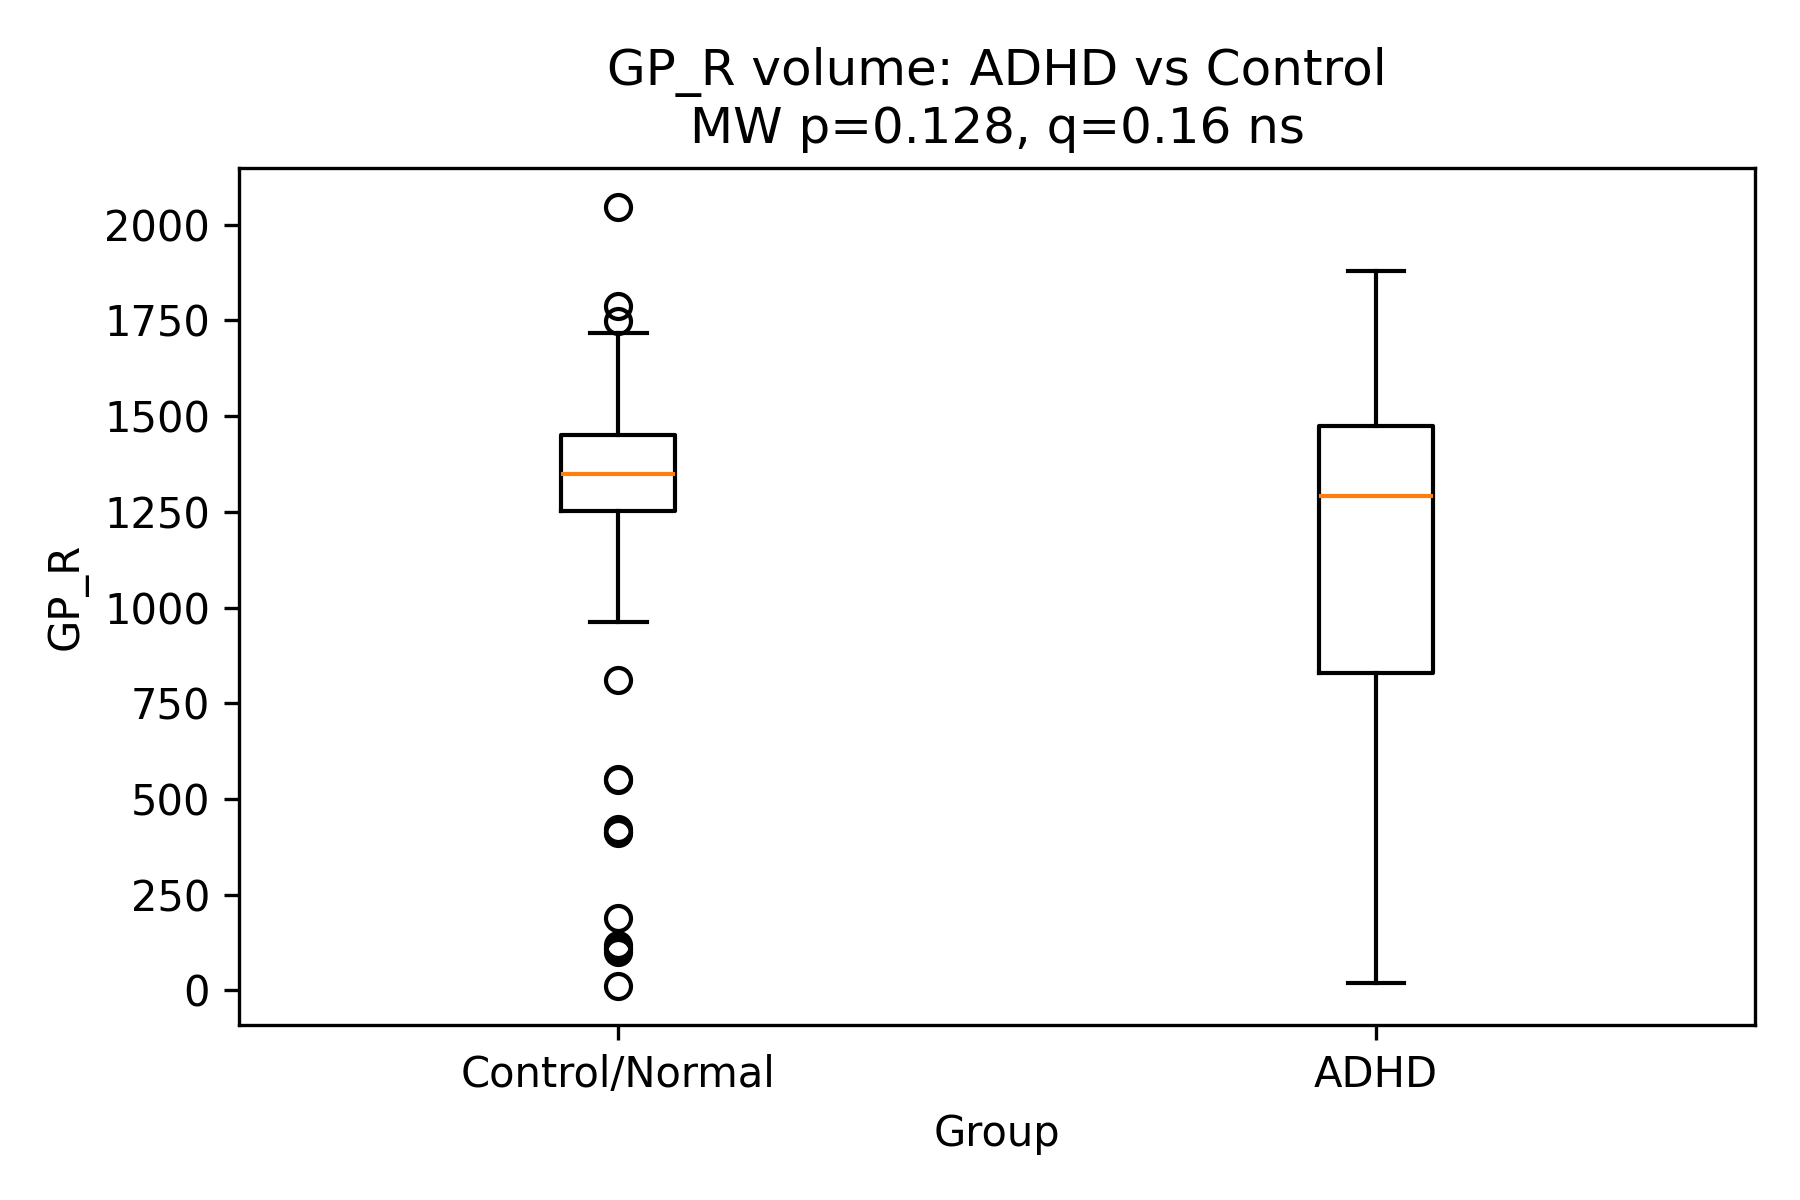 GP_R volume: ADHD vs Control
MW p=0.128, q=0.16 ns
2000
1750
1500
1250
1000
750
500
250
0
GP_R
Control/Normal
ADHD
Group